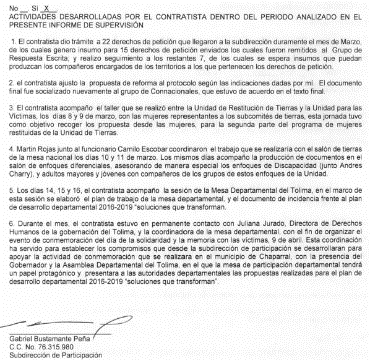 No ___ Si _X_
ACTIVIDADES DESARROLLADAS POR EL CONTRATISTA DENTRO DEL PERIODO ANALIZADO EN EL
PRESENTE INFORME DE SUPERVISIÓN
1. El contratista dio trámite a 22 derechos de petición que llegaron a la subdirección durante el mes de Marzo,
de los cuales genero insumo para 15 derechos de petición enviados los cuales fueron remitidos al Grupo de
Respuesta Escrita, y realizo seguimiento a los restantes 7, de los cuales se espera insumos que puedan
los compañeros encargados de los territorios a los que pertenecen los derechos de petición.
2. el contratista ajusto la propuesta de reforma al protocolo según las indicaciones dadas por mi. El documento
final fue socializado nuevamente al grupo de Connacionales, que estuvo de acuerdo en el texto final.
3. El contratista acompaño el taller que se realizó entre la Unidad de Restitución de Tierras y la Unidad para las
Víctimas, los días 8 y 9 de marzo, con las mujeres representantes a los subcomités de tierras, esta jornada tuvo
como objetivo recoger los propuesta desde las mujeres, para la segunda parte del programa de mujeres
restituidas de la Unidad de Tierras.
4. Martin Rojas junto al funcionario Camilo Escobar coordinaron el trabajo que se realizaría con el salón de tierras
de la mesa nacional los días 10 y 11 de marzo. Los mismos días acompaño la producción de documentos en el
salón de enfoques diferenciales, asesorando de manera especial los enfoques de Discapacidad (junto Andres
Charry), y adultos mayores y jóvenes con compañeros de los grupos de estos enfoques de la Unidad.
5. Los días 14, 15 y 16, el contratista acompaño la sesión de la Mesa Departamental del Tolima, en el marco de
esta sesión se elaboró el plan de trabajo de la mesa departamental, y el documento de incidencia frente al plan
de desarrollo departamental 2016-2019 "soluciones que transforman.
6. Durante el mes, el contratista estuvo en permanente contacto con Juliana Jurado, Directora de Derechos
Humanos de la gobernación del Tolima, y la coordinadora de la mesa departamental, con el fin de organizar el
evento de conmemoración del día de la solidaridad y la memoria con las víctimas, 9 de abril. Esta coordinación
ha servido para establecer los compromisos que desde la subdirección de participación se desarrollaran para
apoyar la actividad de conmemoración que se realizara en el municipio de Chaparral, con la presencia del
Gobernador y la Asamblea Departamental del Tolima, en el que la mesa de participación departamental tendrá
un papel protagónico y presentara a las autoridades departamentales las propuestas realizadas para el plan de
desarrollo departamental 2016-2019 "soluciones que transforman".
Gabriel Bustamante Peña
C.C. No. 76.315.980
Subdirección de Participación